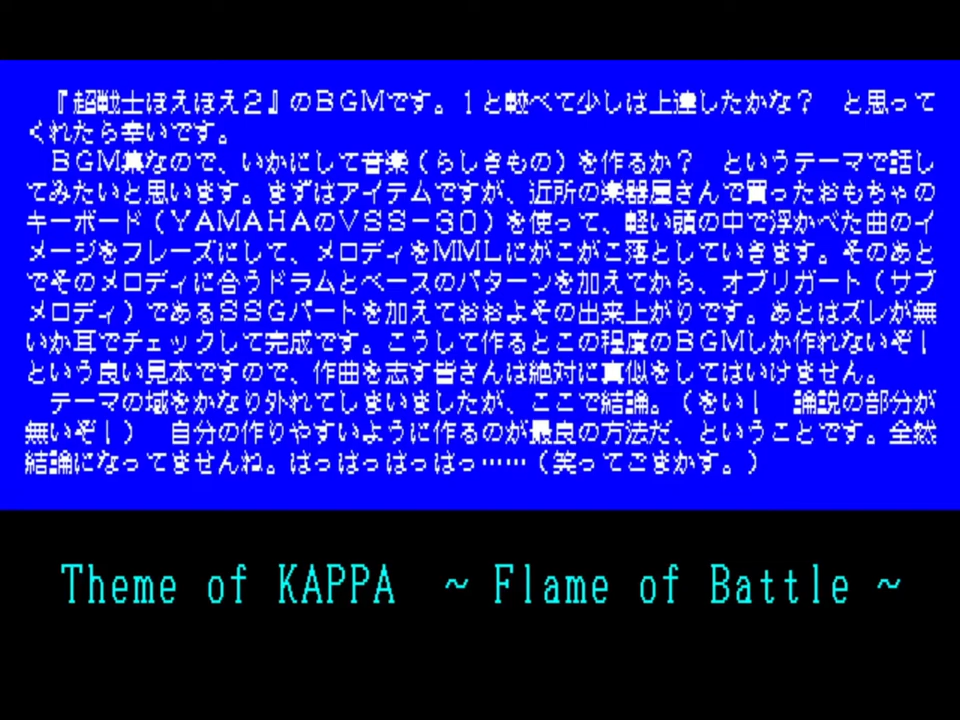 『超戦士ほえほえ２』のＢＧＭです。１と較べて少しは上達したかな？　と思って
くれたら幸いです。
　ＢＧＭ集なので、いかにして音楽（らしきもの）を作るか？　というテーマで話し
てみたいと思います。まずはアイテムですが、近所の楽器屋さんで買ったおもちゃの
キーボード（ＹＡＭＡＨＡのＶＳＳ－３０）を使って、軽い頭の中で浮かべた曲のイ
メージをフレーズにして、メロディをＭＭＬにがこがこ落としていきます。そのあと
でそのメロディに合うドラムとベースのパターンを加えてから、オブリガート（サブ
メロディ）であるＳＳＧパートを加えておおよその出来上がりです。あとはズレが無
いか耳でチェックして完成です。こうして作るとこの程度のＢＧＭしか作れないぞ！
という良い見本ですので、作曲を志す皆さんは絶対に真似をしてはいけません。
　テーマの域をかなり外れてしまいましたが、ここで結論。（をい！　論説の部分が
無いぞ！）　自分の作りやすいように作るのが最良の方法だ、ということです。全然
結論になってませんね。はっはっはっはっ……（笑ってごまかす。）
Theme of KAPPA　~ Flame of Battle ~